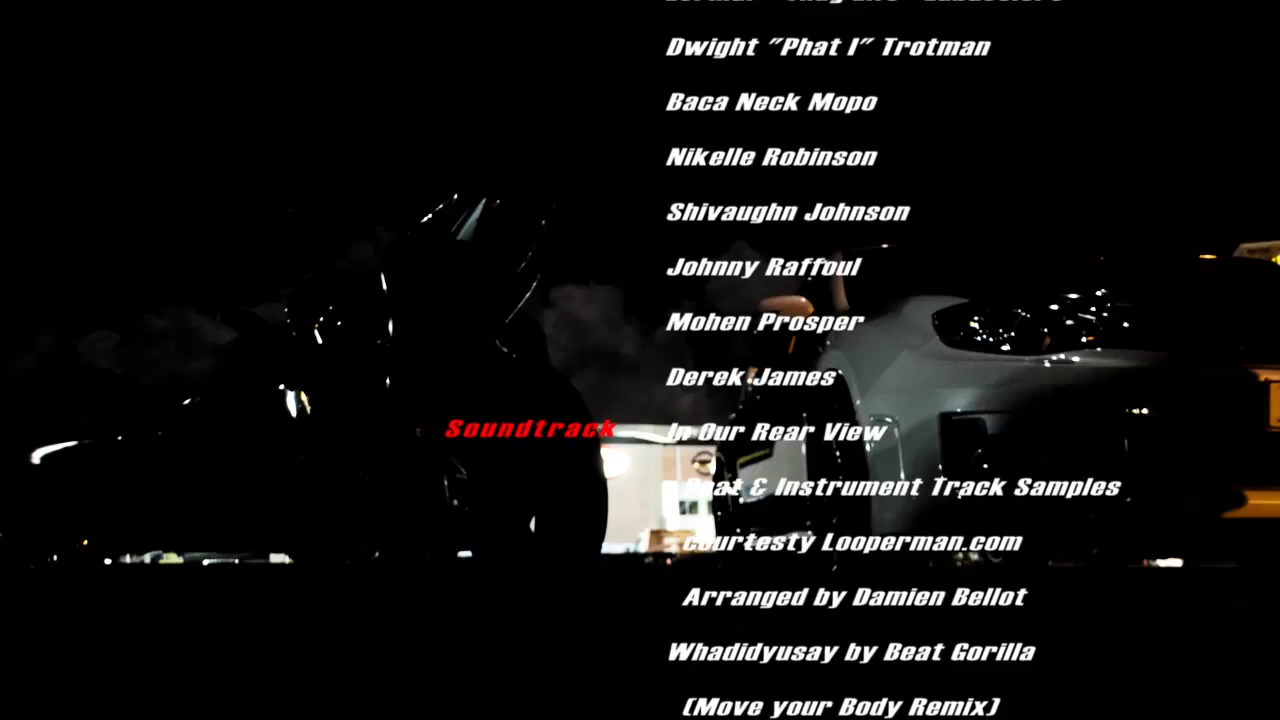 Dwight "Phat I" Trotman
Baca Neck Mopo
Nikelle Robinson
Shivaughn Johnson
Johnny Raffoul
Mohen Prosper
Derek James
Soundtrack
In Our Rear View
Beat & Instrument Track Samples
courtesty Looperman.com
Arranged by Damien Bellot
Whadidyusay by Beat Gorilla
(Move your Body Remix)